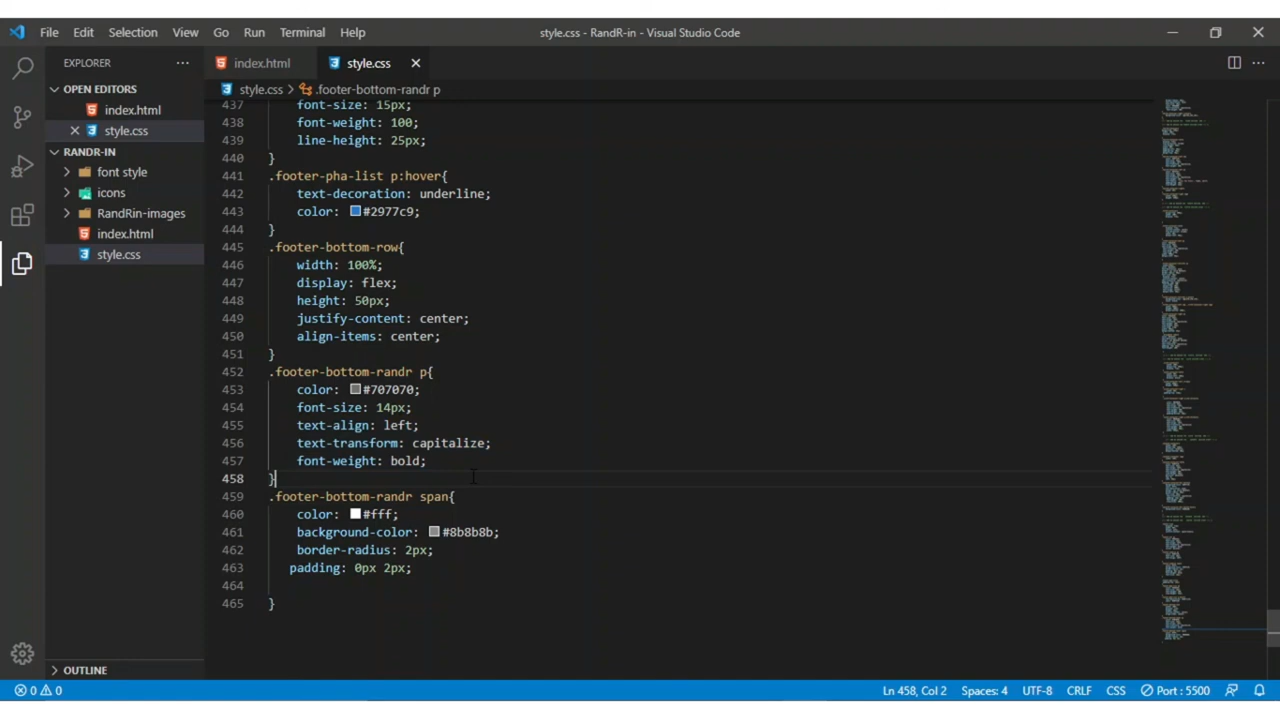 File Edit Selection View Go Run Terminal Help style.css - RandR-in - Visual Studio Code
EXPLORER
OPEN EDITORS
index.html
style.css
RANDR-IN
font style
icons
RandRin-images
index.html
style.css
OUTLINE
index.html style.css
style.css > .footer-bottom-randr p
437 font-size: 15px;
438 font-weight: 100;
439 line-height: 25px;
440 }
441 .footer-pha-list p:hover{
442 text-decoration: underline;
443 color: #2977c9;
444 }
445 .footer-bottom-row{
446 width: 100%;
447 display: flex;
448 height: 50px;
449 justify-content: center;
450 align-items: center;
451 }
452 .footer-bottom-randr p{
453 color: #707070;
454 font-size: 14px;
455 text-align: left;
456 text-transform: capitalize;
457 font-weight: bold;
458 }
459 .footer-bottom-randr span{
460 color: #fff;
461 background-color: #8b8b8b;
462 border-radius: 2px;
463 padding: 0px 2px;
464
465 }
0 0 Ln 458, Col 2 Spaces: 4 UTF-8 CRLF CSS Port : 5500